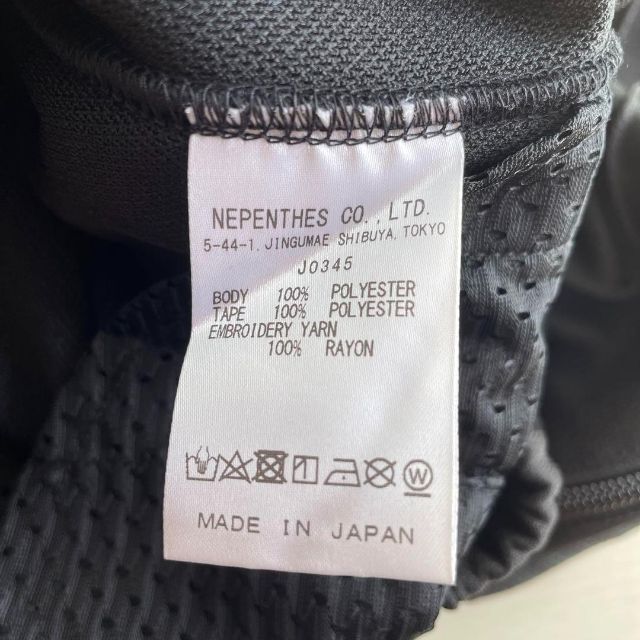 NEPENTHES CO., LTD.
5-44-1, JINGUMAE SHIBUYA, TOKYO
JO345
BODY 100% POLYESTER
TAPE 100% POLYESTER
EMBROIDERY YARN
100% RAYON
W
MADE IN JAPAN